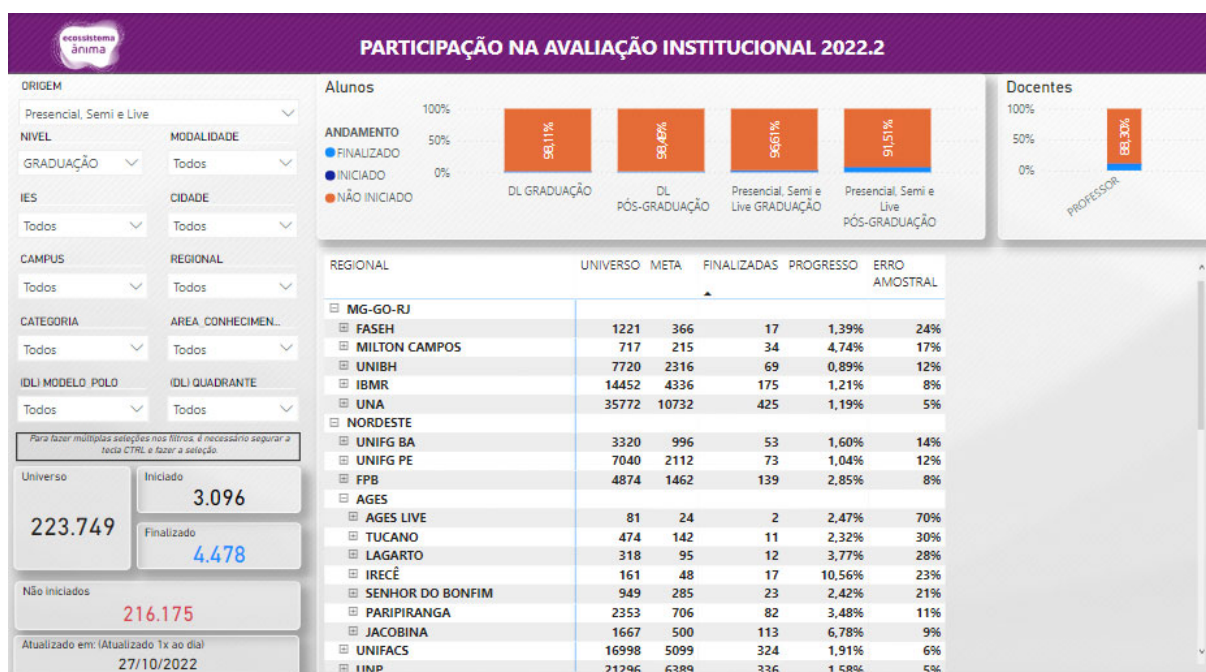 ecossistema
ânima
PARTICIPAÇÃO NA AVALIAÇÃO INSTITUCIONAL 2022.2
ORIGEM
Presencial, Semi e Live
NIVEL MODALIDADE
GRADUAÇÃO Todos
IES CIDADE
Todos Todos
CAMPUS REGIONAL
Todos Todos
CATEGORIA AREA_CONHECIMEN...
Todos Todos
(DL) MODELO_POLO (DL) QUADRANTE
Todos Todos
Para fazer múltiplas seleções nos filtros, é necessário segurar a
tecla CTRL e fazer a seleção.
Universo
223.749
Iniciado
3.096
Finalizado
4.478
Não iniciados
216.175
Atualizado em: (Atualizado 1x ao dia)
27/10/2022
Alunos
ANDAMENTO
FINALIZADO
INICIADO
NÃO INICIADO
100%
50%
0%
98,11%
98,49%
96,61%
91,51%
DL GRADUAÇÃO
DL
PÓS-GRADUAÇÃO
Presencial, Semi e
Live GRADUAÇÃO
Presencial, Semi e
Live
PÓS-GRADUAÇÃO
Docentes
100%
50%
0%
88,30%
PROFESSOR
REGIONAL UNIVERSO META FINALIZADAS PROGRESSO ERRO
AMOSTRAL
MG-GO-RJ
FASEH 1221 366 17 1,39% 24%
MILTON CAMPOS 717 215 34 4,74% 17%
UNIBH 7720 2316 69 0,89% 12%
IBMR 14452 4336 175 1,21% 8%
UNA 35772 10732 425 1,19% 5%
NORDESTE
UNIFG BA 3320 996 53 1,60% 14%
UNIFG PE 7040 2112 73 1,04% 12%
FPB 4874 1462 139 2,85% 8%
AGES
AGES LIVE 81 24 2 2,47% 70%
TUCANO 474 142 11 2,32% 30%
LAGARTO 318 95 12 3,77% 28%
IRECÊ 161 48 17 10,56% 23%
SENHOR DO BONFIM 949 285 23 2,42% 21%
PARIPIRANGA 2353 706 82 3,48% 11%
JACOBINA 1667 500 113 6,78% 9%
UNIFACS 16998 5099 324 1,91% 6%
UNP 21296 6389 336 1,58% 5%